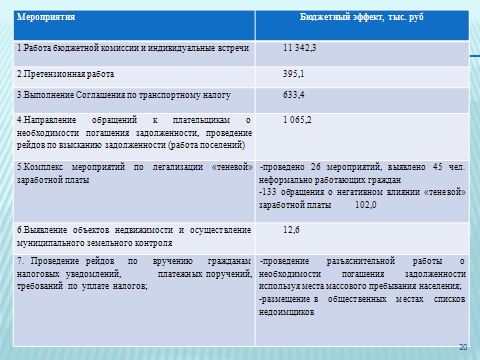 Мероприятия
Бюджетный эффект, тыс. руб
1.Работа бюджетной комиссии и индивидуальные встречи
11 342,3
2.Претензионная работа
395,1
3.Выполнение Соглашения по транспортному налогу
633,4
4.Направление обращений к плательщикам о
необходимости погашения задолженности, проведение
рейдов по взысканию задолженности (работа поселений)
1 065,2
5.Комплекс мероприятий по легализации «теневой»
заработной платы
-проведено 26 мероприятий, выявлено 45 чел.
неформально работающих граждан
-133 обращения о негативном влиянии «теневой»
заработной платы 102,0
6.Выявление объектов недвижимости и осуществление
муниципального земельного контроля
12,6
7. Проведение рейдов по вручению гражданам
налоговых уведомлений, платежных поручений,
требований по уплате налогов;
-проведение разъяснительной работы о
необходимости погашения задолженности
используя места массового пребывания населения;
-размещение в общественных местах списков
недоимщиков
20